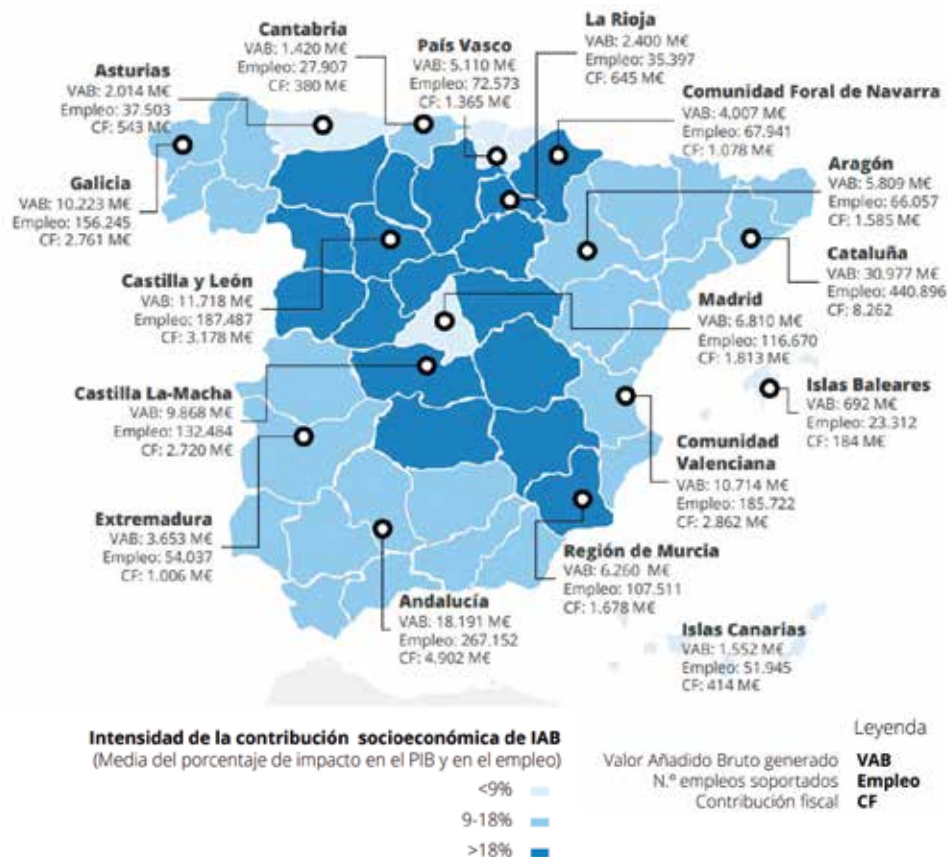 Cantabria
VAB: 1.420 M€
Empleo: 27.907
CF: 380 M€
País Vasco
VAB: 5.110 M€
Empleo: 72.573
CF: 1.365 M€
La Rioja
VAB: 2.400 M€
Empleo: 35.397
CF: 645 M€
Asturias
VAB: 2.014 M€
Empleo: 37.503
CF: 543 M€
Comunidad Foral de Navarra
VAB: 4.007 M€
Empleo: 67.941
CF: 1.078 M€
Galicia
VAB: 10.223 M€
Empleo: 156.245
CF: 2.761 M€
Aragón
VAB: 5.809 M€
Empleo: 66.057
CF: 1.585 M€
Castilla y León
VAB: 11.718 M€
Empleo: 187.487
CF: 3.178 M€
Cataluña
VAB: 30.977 M€
Empleo: 440.896
CF: 8.262
Madrid
VAB: 6.810 M€
Empleo: 116.670
CF: 1.813 M€
Castilla La-Macha
VAB: 9.868 M€
Empleo: 132.484
CF: 2.720 M€
Islas Baleares
VAB: 692 M€
Empleo: 23.312
CF: 184 M€
Comunidad
Valenciana
VAB: 10.714 M€
Empleo: 185.722
CF: 2.862 M€
Extremadura
VAB: 3.653 M€
Empleo: 54.037
CF: 1.006 M€
Región de Murcia
VAB: 6.260 M€
Empleo: 107.511
CF: 1.678 M€
Andalucía
VAB: 18.191 M€
Empleo: 267.152
CF: 4.902 M€
Islas Canarias
VAB: 1.552 M€
Empleo: 51.945
CF: 414 M€
Intensidad de la contribución socioeconómica de IAB
(Media del porcentaje de impacto en el PIB y en el empleo)
<9%
9-18%
>18%
Leyenda
Valor Añadido Bruto generado VAB
N.º empleos soportados Empleo
Contribución fiscal CF